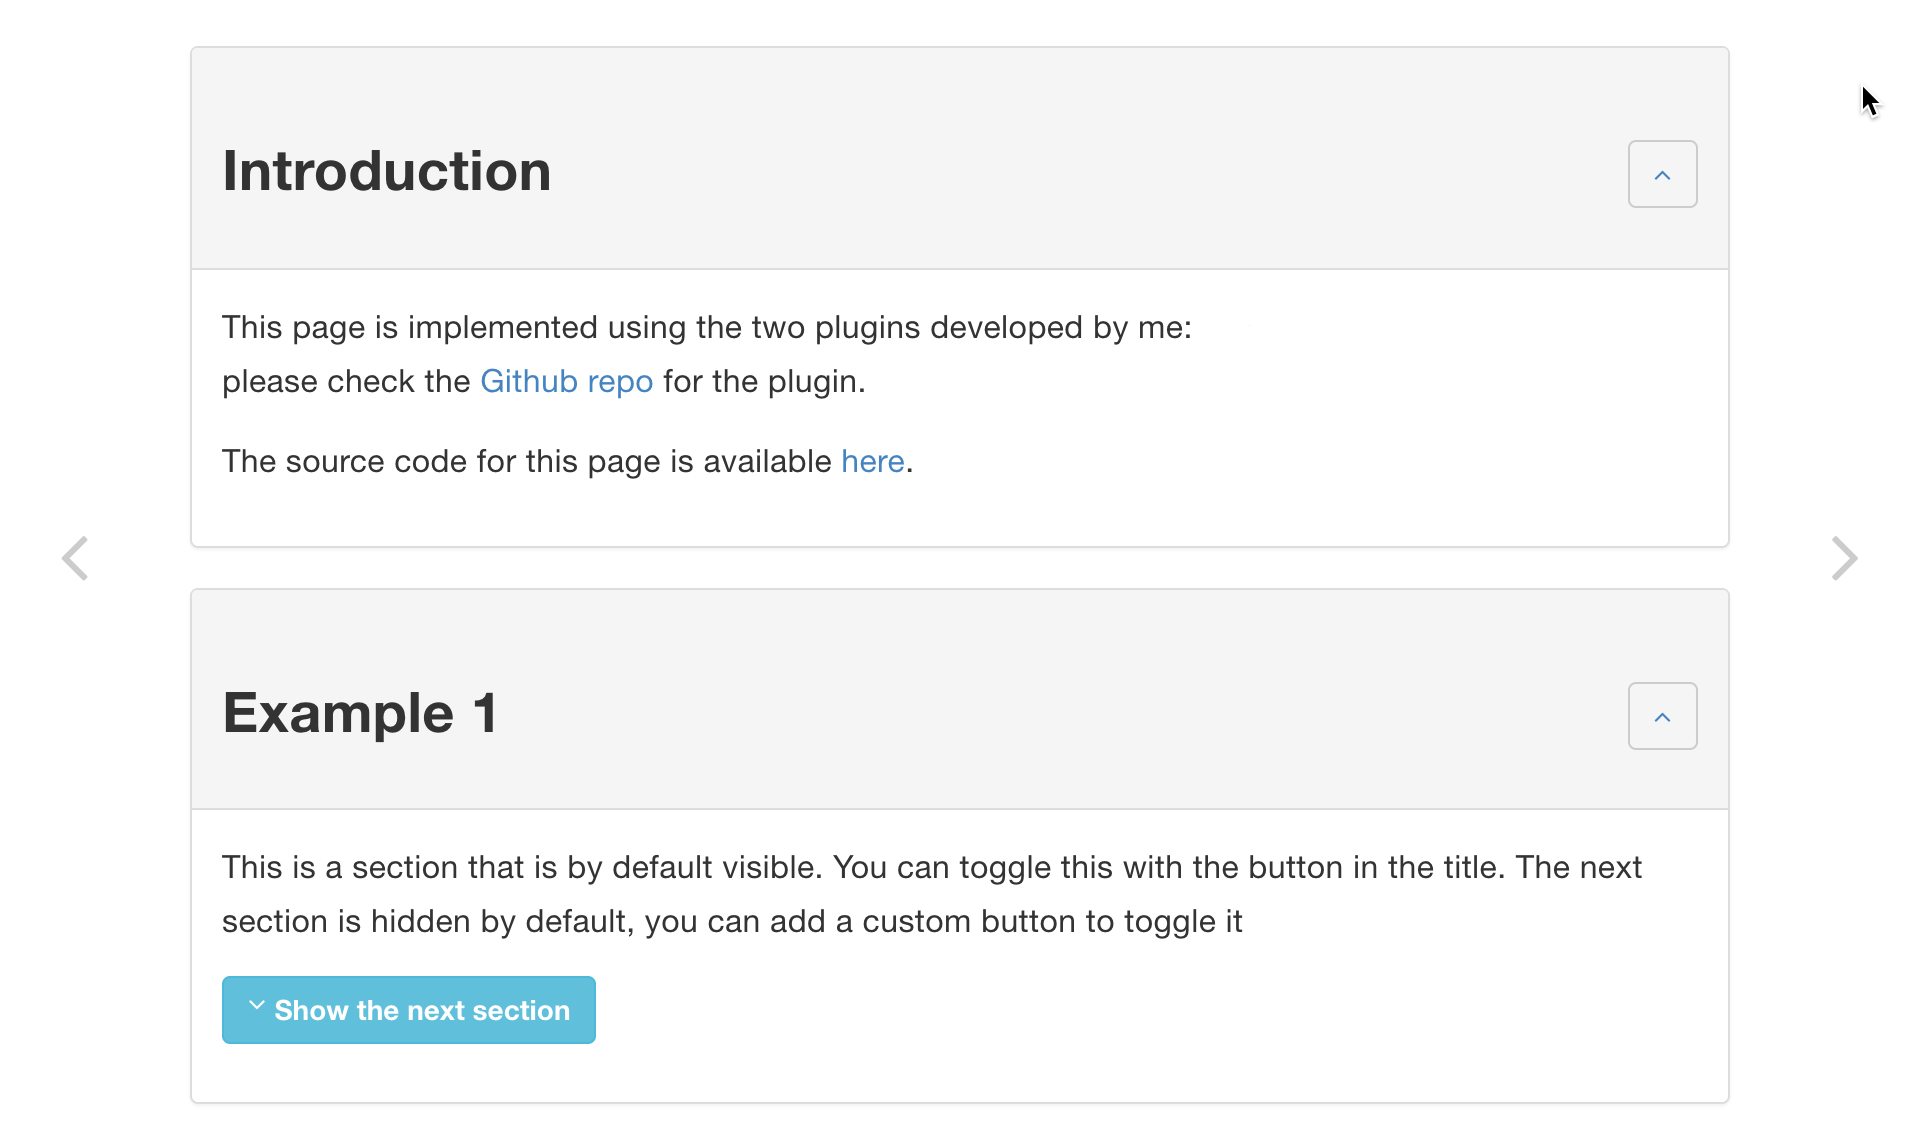 Introduction
This page is implemented using the two plugins developed by me:
please check the Github repo for the plugin.
The source code for this page is available here.
Example 1
This is a section that is by default visible. You can toggle this with the button in the title. The next
section is hidden by default, you can add a custom button to toggle it
Show the next section